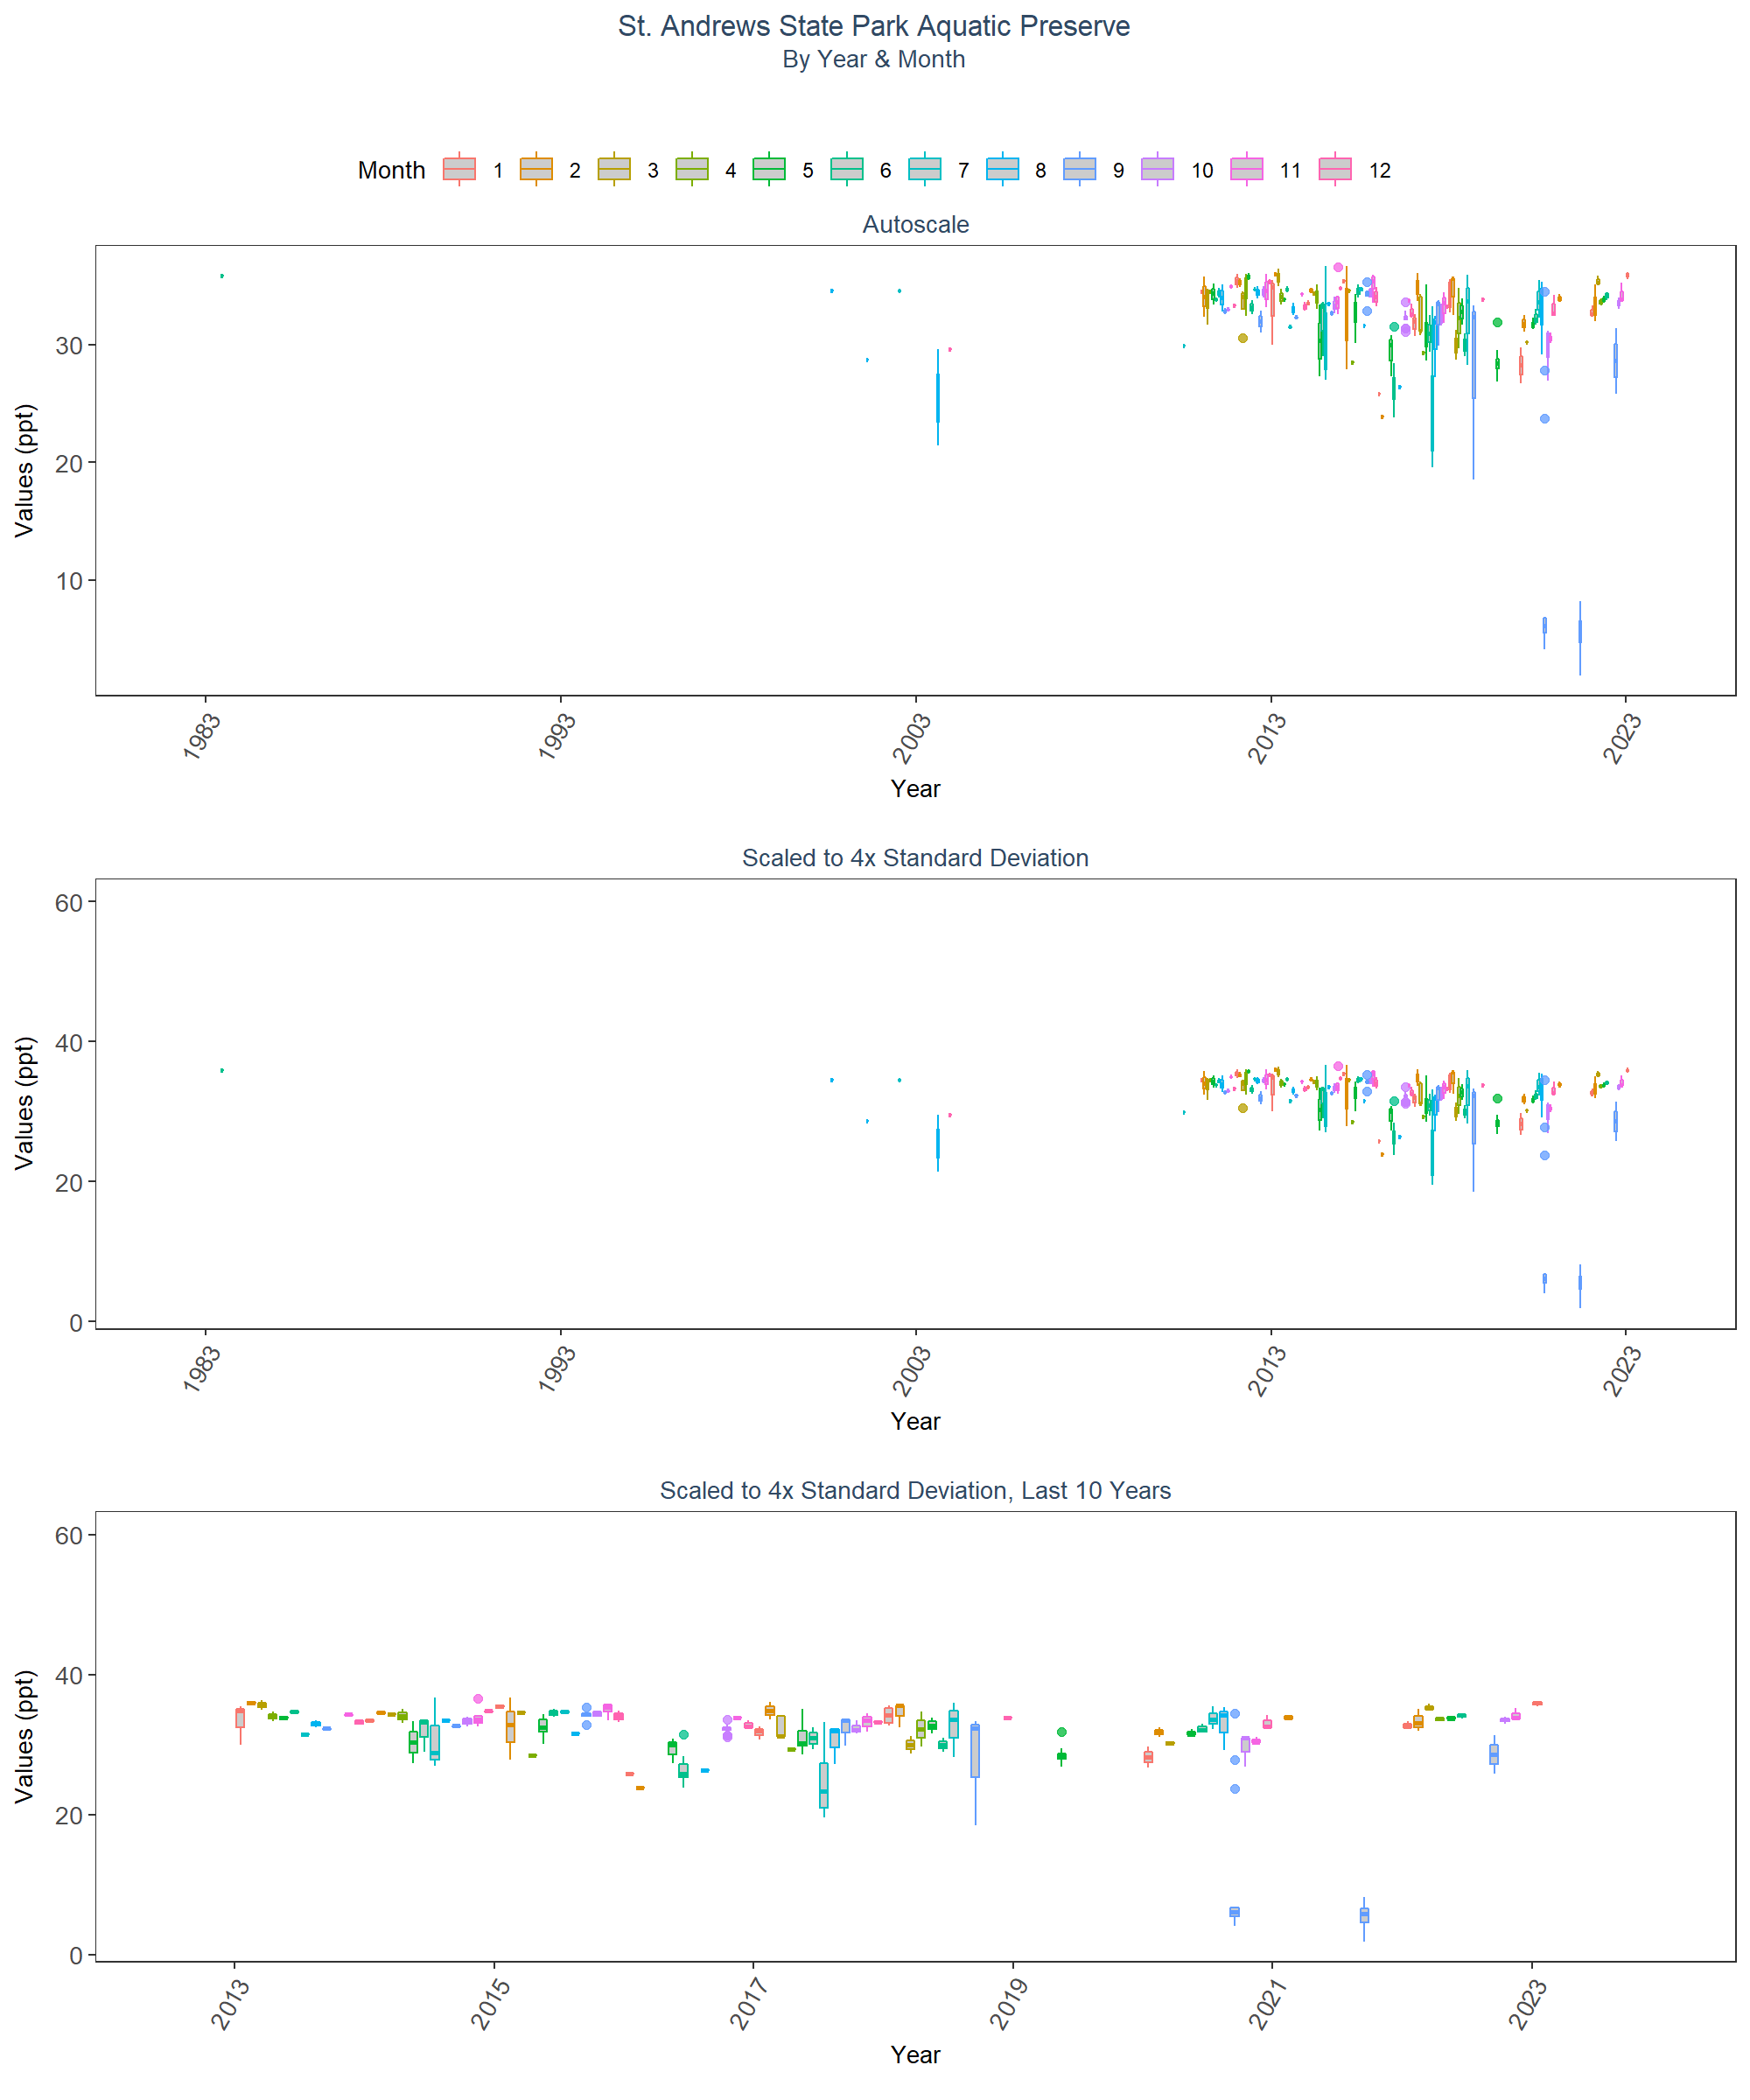 St. Andrews State Park Aquatic Preserve
By Year & Month
Month 1 2 3 4 5 6 7 8 9 10 11 12
Autoscale
Values (ppt)
30
20
10
1983 1993 2003 2013 2023
Year
Scaled to 4x Standard Deviation
Values (ppt)
60
40
20
0
1983 1993 2003 2013 2023
Year
Scaled to 4x Standard Deviation, Last 10 Years
Values (ppt)
60
40
20
0
2013 2015 2017 2019 2021 2023
Year